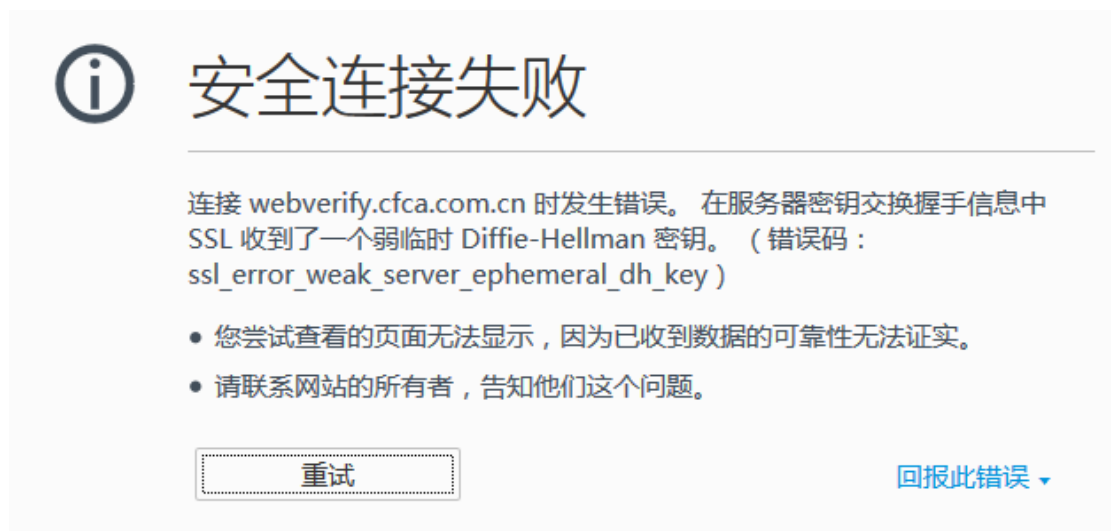 安全连接失败
连接 webverify.cfca.com.cn 时发生错误。 在服务器密钥交换握手信息中
SSL 收到了一个弱临时 Diffie-Hellman 密钥。 （错误码：
ssl_error_weak_server_ephemeral_dh_key）
• 您尝试查看的页面无法显示，因为已收到数据的可靠性无法证实。
• 请联系网站的所有者，告知他们这个问题。
重试
回报此错误